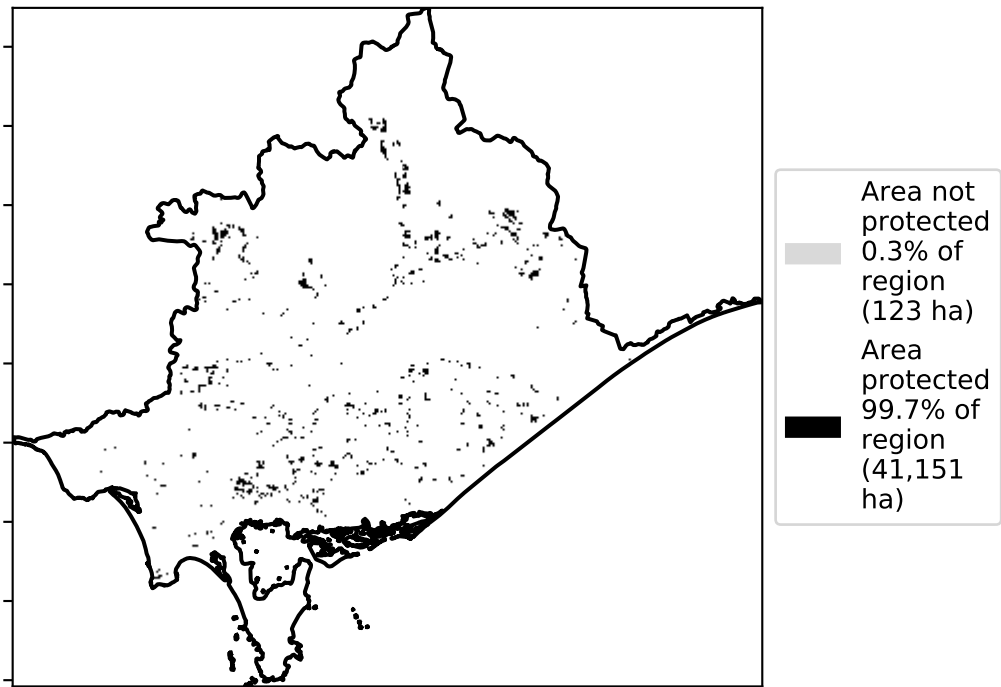 Area not
protected
0.3% of
region
(123 ha)
Area
protected
99.7% of
region
(41,151
ha)